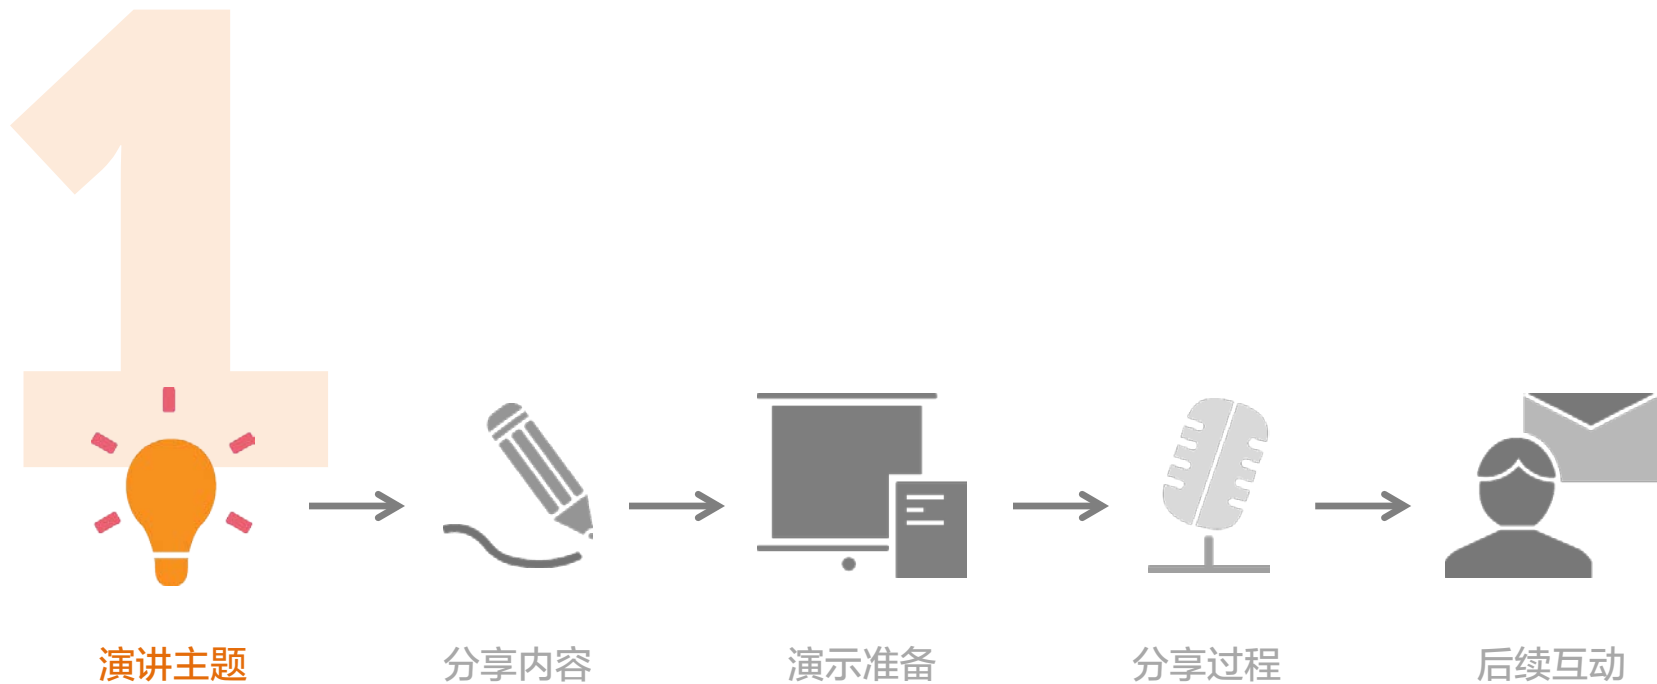 1
演讲主题
分享内容
演示准备
分享过程
后续互动